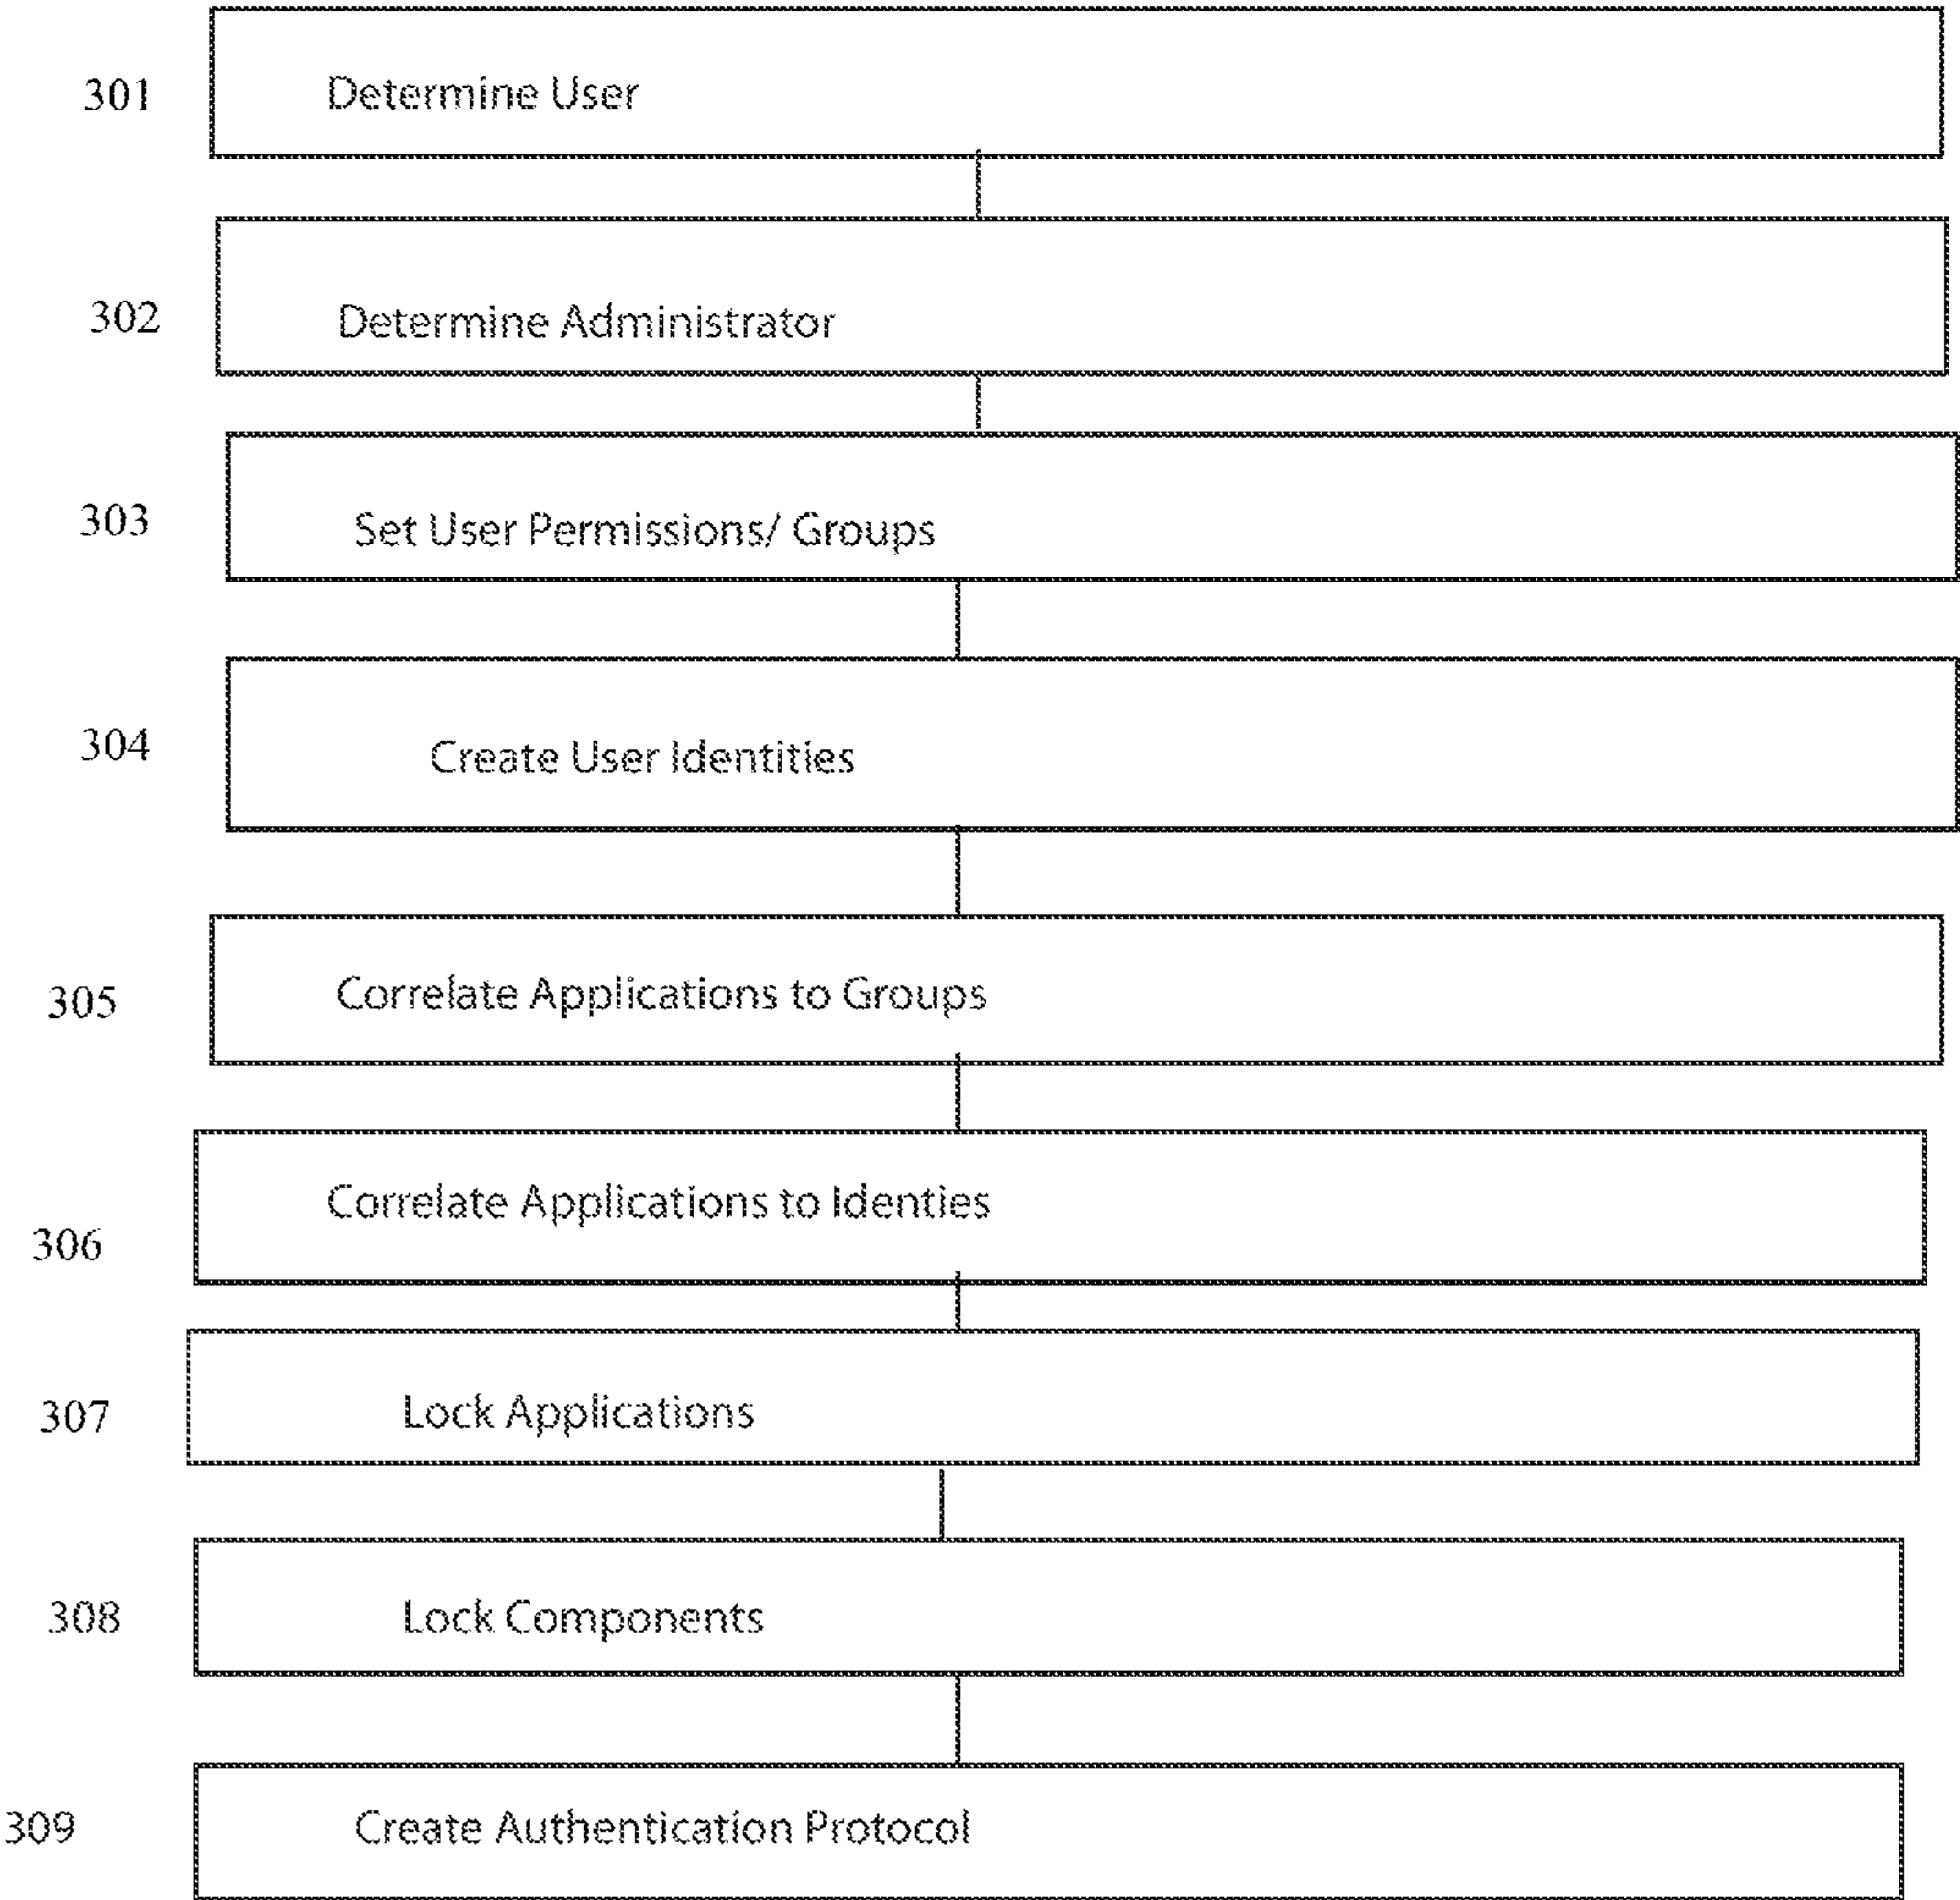 301 Determine User
302 Determine Administrator
303 Set User Permissions/ Groups
304 Create User Identities
305 Correlate Applications to Groups
306 Correlate Applications to Identies
307 Lock Applications
308 Lock Components
309 Create Authentication Protocol